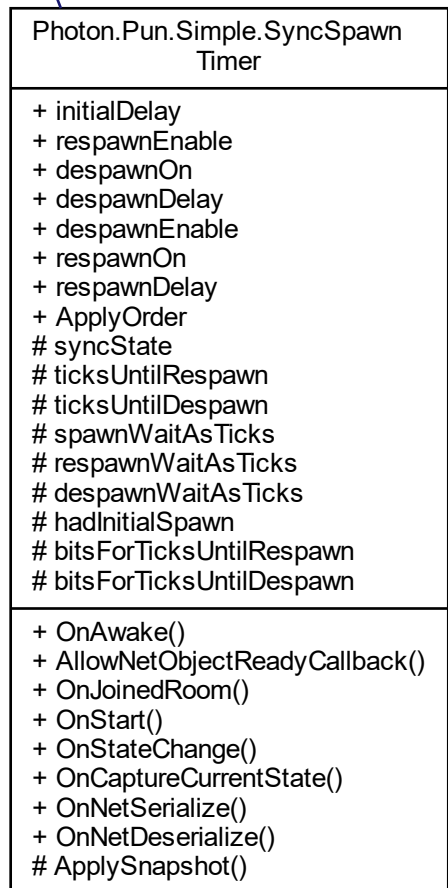 Photon.Pun.Simple.SyncSpawn
Timer
+ initialDelay
+ respawnEnable
+ despawnOn
+ despawnDelay
+ despawnEnable
+ respawnOn
+ respawnDelay
+ ApplyOrder
# syncState
# ticksUntilRespawn
# ticksUntilDespawn
# spawnWaitAsTicks
# respawnWaitAsTicks
# despawnWaitAsTicks
# hadInitialSpawn
# bitsForTicksUntilRespawn
# bitsForTicksUntilDespawn
+ OnAwake()
+ AllowNetObjectReadyCallback()
+ OnJoinedRoom()
+ OnStart()
+ OnStateChange()
+ OnCaptureCurrentState()
+ OnNetSerialize()
+ OnNetDeserialize()
# ApplySnapshot()